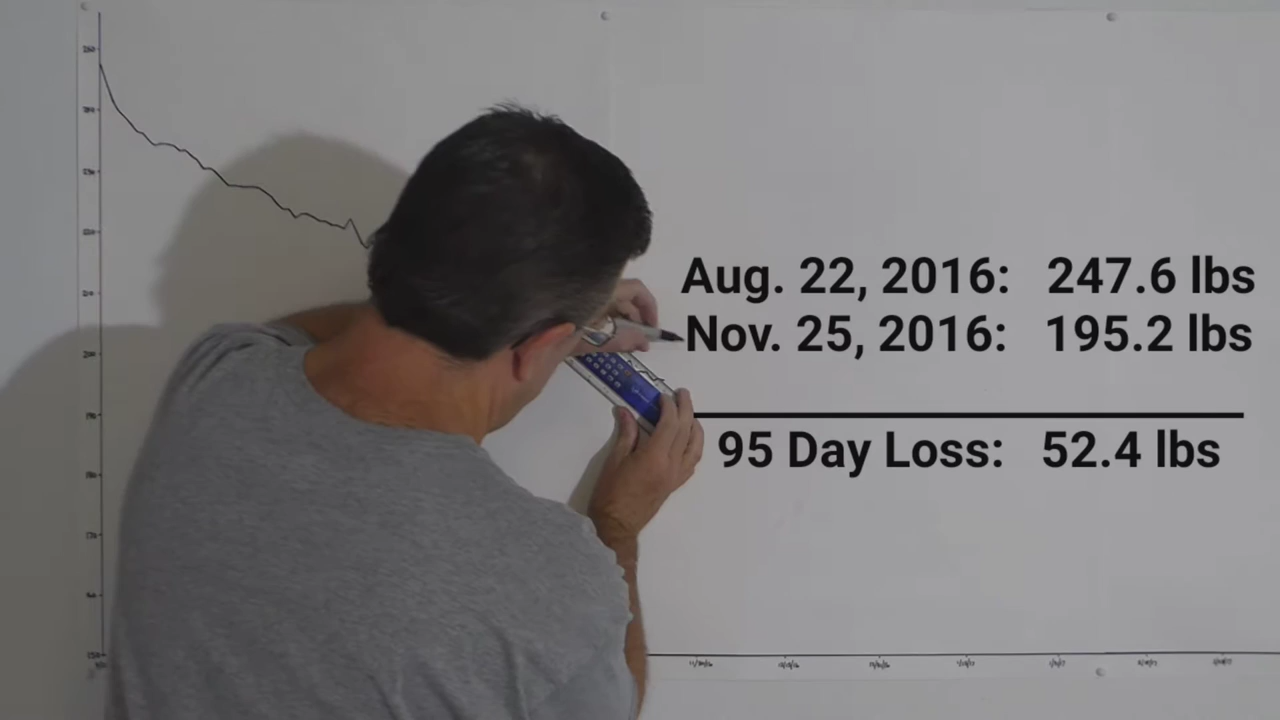 Aug. 22, 2016: 247.6 lbs
Nov. 25, 2016: 195.2 lbs
95 Day Loss: 52.4 lbs